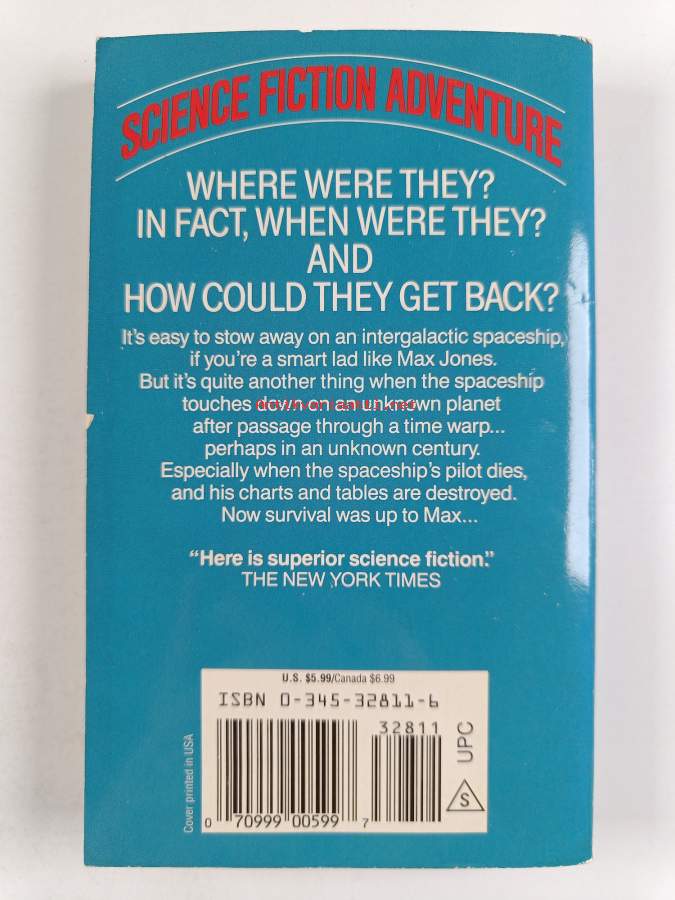 SCIENCE FICTION ADVENTURE
WHERE WERE THEY?
IN FACT, WHEN WERE THEY?
AND
HOW COULD THEY GET BACK?
It's easy to stow away on an intergalactic spaceship,
if you're a smart lad like Max Jones.
But it's quite another thing when the spaceship
touches down on an unknown planet
after passage through a time warp...
perhaps in an unknown century.
Especially when the spaceship's pilot dies,
and his charts and tables are destroyed.
Now survival was up to Max...
“Here is superior science fiction.”
THE NEW YORK TIMES
U.S. $5.99/Canada $6.99
ISBN 0-345-32811-6
32811
UPC
S
0 70999 00599 7
Cover printed in USA